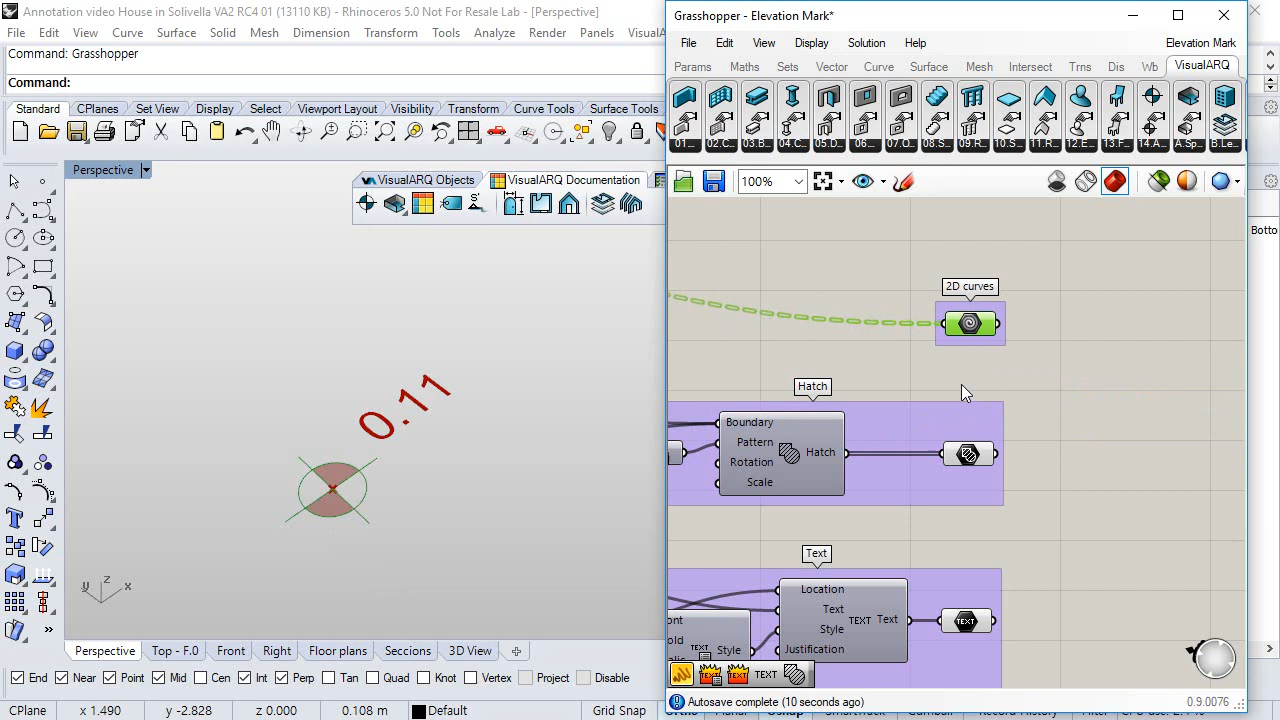 Annotation video House in Solivella VA2 RC4 01 (13110 KB) - Rhinoceros 5.0 Not for Resale Lab - [Perspective]
File Edit View Curve Surface Solid Mesh Dimension Transform Tools Analyze Render Panels
Command: Grasshopper
Command:
Standard CPlanes Set View Display Select Viewport Layout Visibility Transform Curve Tools Surface Tools
Perspective
VisualARQ Objects VisualARQ Documentation
0.11
z
y x
Perspective Top - F.0 Front Right Floor plans Sections 3D View
End Near Point Mid Cen Int Perp Tan Quad Knot Vertex Project Disable
CPlane x 1.490 y -2.828 z 0.000 0.108 m Default Grid Snap
Grasshopper - Elevation Mark*
File Edit View Display Solution Help Elevation Mark
Params Maths Sets Vector Curve Surface Mesh Intersect Trns Dis Wb VisualARQ
01... 02.C... 03.B... 04.C... 05.D... 06... 07.O... 08.S... 09.R... 10.S... 11.R... 12.E... 13.F... 14.A... A.Sp... B.Le...
100%
2D curves
Hatch
Boundary
Pattern
Rotation
Scale
Hatch
Text
Location
Text
Style
Justification
TEXT Text
TEXT
Style
TEXT
TEXT
Autosave complete (10 seconds ago) 0.9.0076
Botto